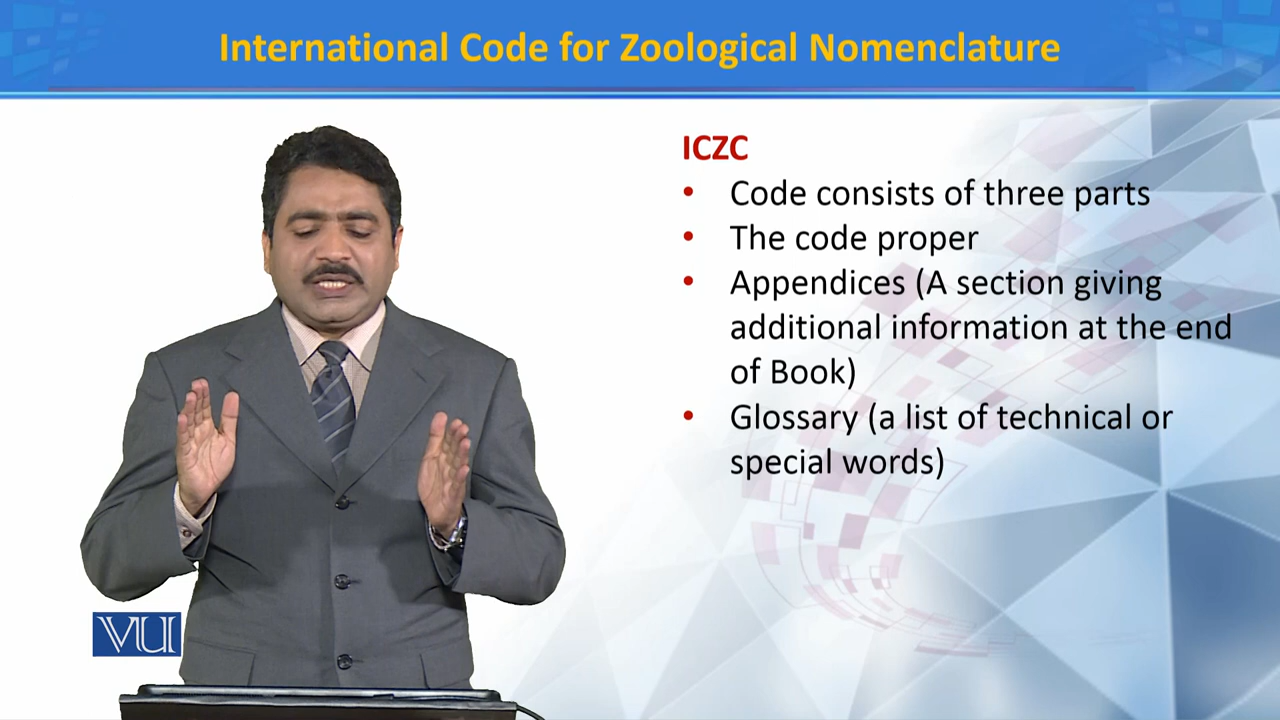 International Code for Zoological Nomenclature
ICZC
• Code consists of three parts
• The code proper
• Appendices (A section giving
additional information at the end
of Book)
• Glossary (a list of technical or
special words)
VU